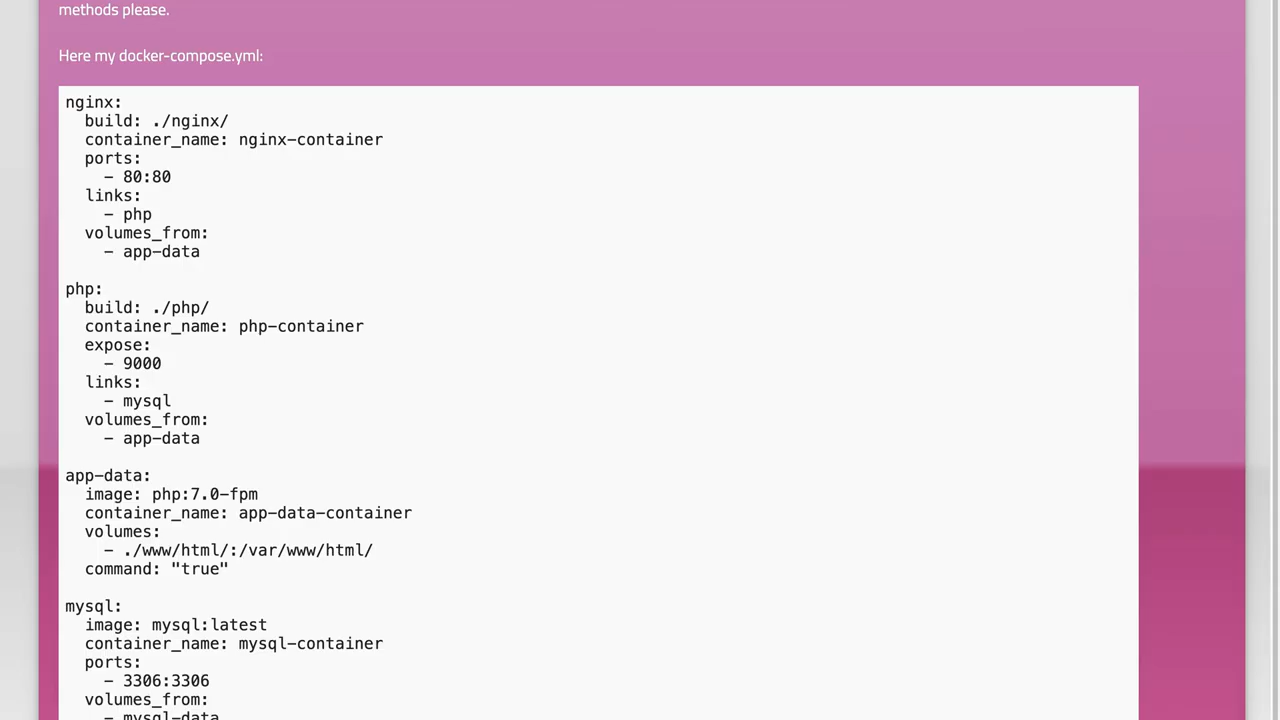 methods please.
Here my docker-compose.yml:
nginx:
  build: ./nginx/
  container_name: nginx-container
  ports:
    - 80:80
  links:
    - php
  volumes_from:
    - app-data
php:
  build: ./php/
  container_name: php-container
  expose:
    - 9000
  links:
    - mysql
  volumes_from:
    - app-data
app-data:
  image: php:7.0-fpm
  container_name: app-data-container
  volumes:
    - ./www/html/:/var/www/html/
  command: "true"
mysql:
  image: mysql:latest
  container_name: mysql-container
  ports:
    - 3306:3306
  volumes_from:
    - mysql-data